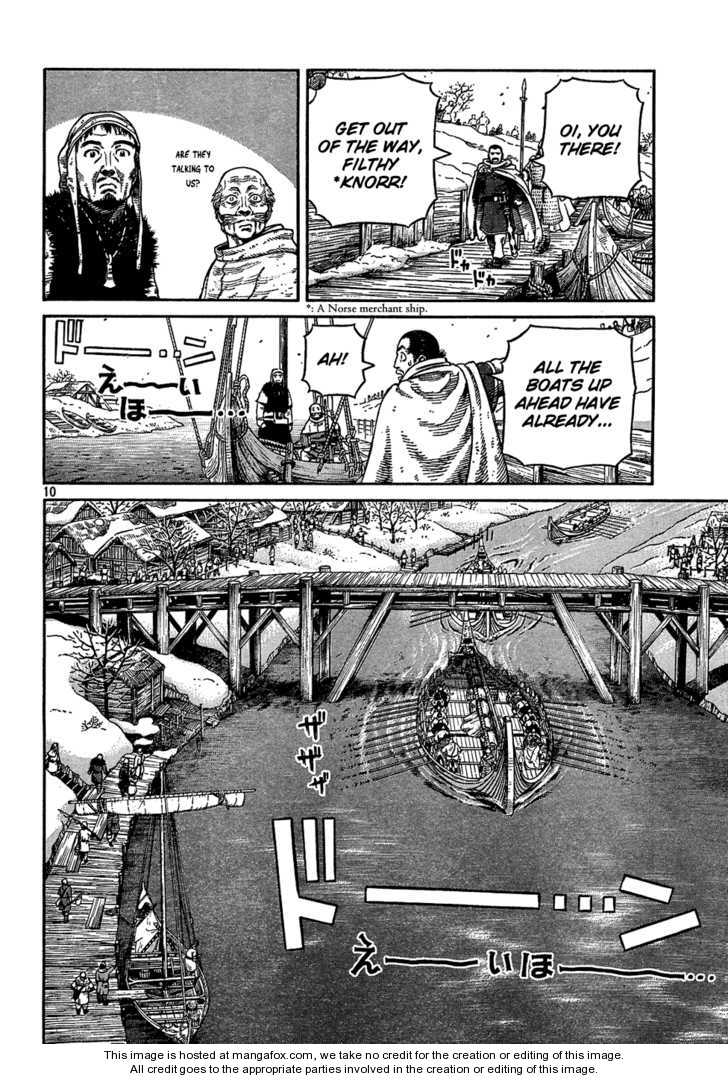 OI, YOU
THERE!
GET OUT
OF THE WAY,
FILTHY
*KNORR!
ドカ
ドカ
ARE THEY
TALKING TO
US?
*: A Norse merchant ship.
ALL THE
BOATS UP
AHEAD HAVE
ALREADY...
AH!
ドーン
えーい
ほー...
10
ザザザ
ドーン
えーいほー...
This image is hosted at mangafox.com, we take no credit for the creation or editing of this image.
All credit goes to the appropriate parties involved in the creation or editing of this image.